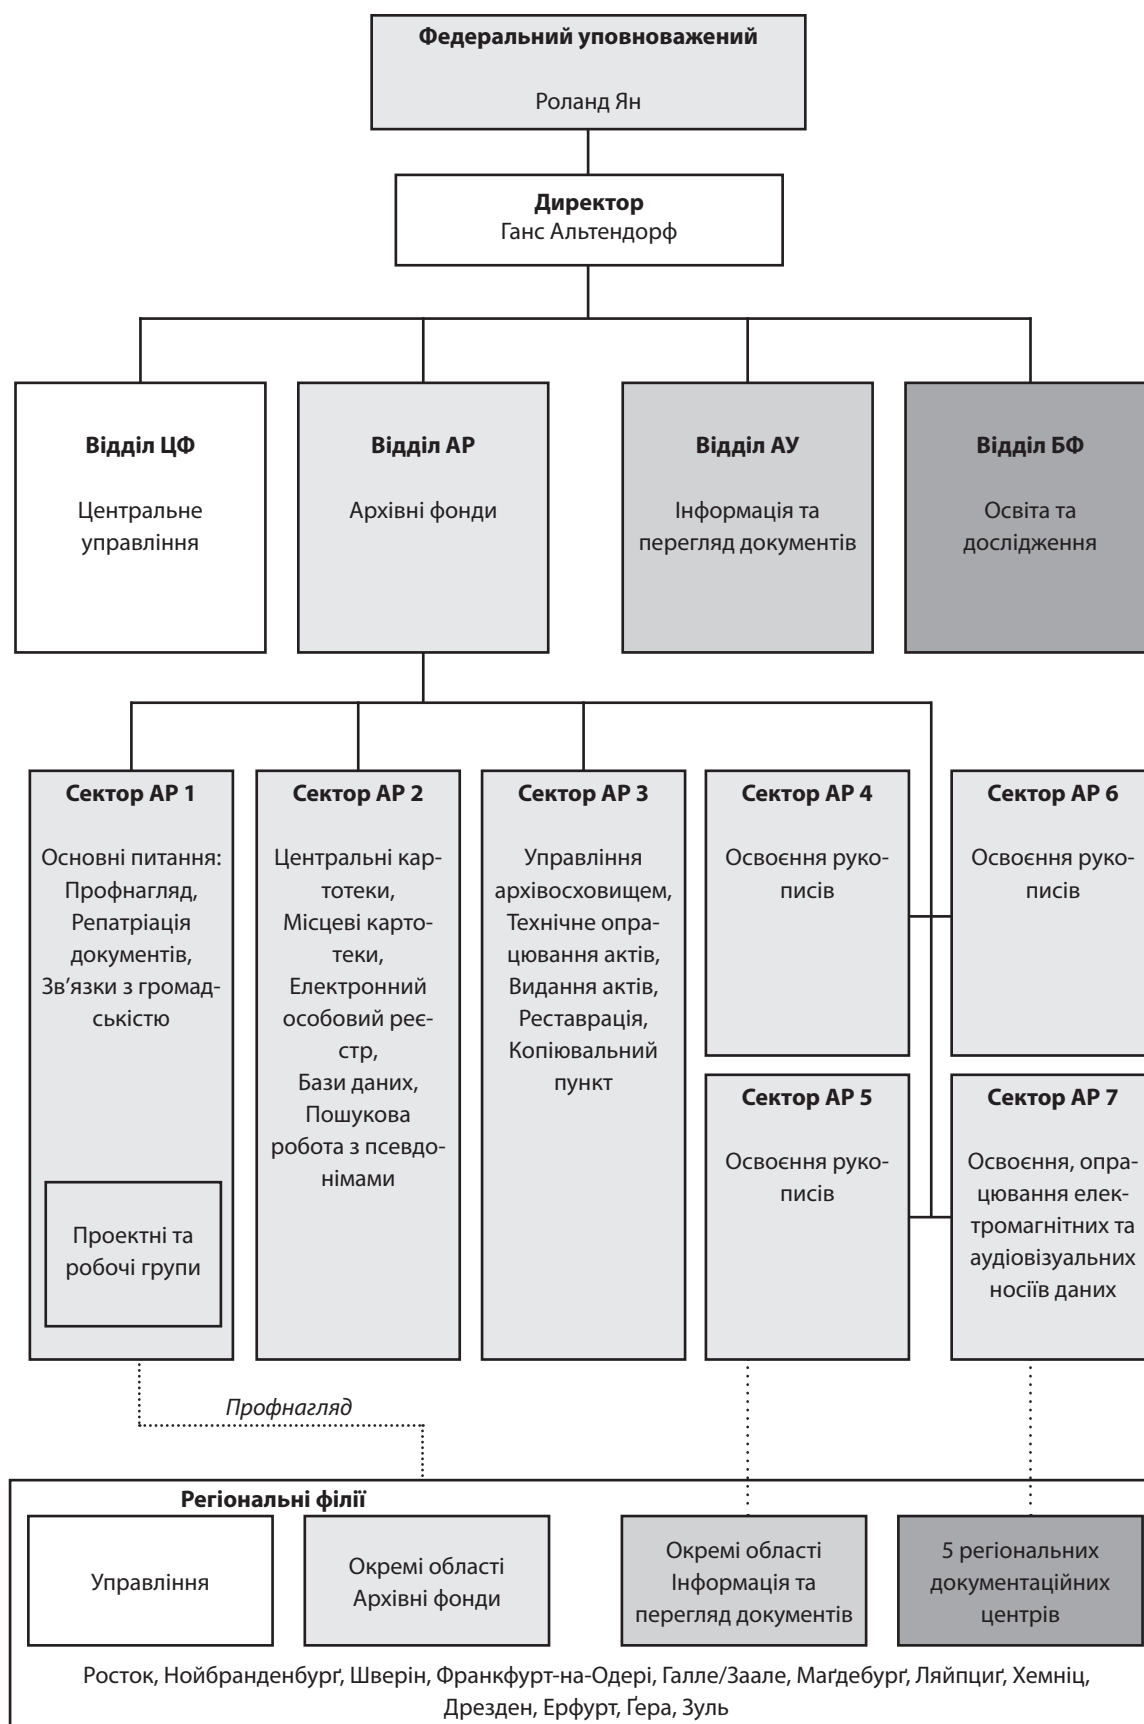 Федеральний уповноважений
Роланд Ян
Директор
Ганс Альтендорф
Відділ ЦФ
Центральне
управління
Відділ АР
Архівні фонди
Відділ АУ
Інформація та
перегляд документів
Відділ БФ
Освіта та
дослідження
Сектор АР 1
Основні питання:
Профнагляд,
Репатріація
документів,
Зв'язки з громад-
ськістю
Проектні та
робочі групи
Сектор АР 2
Центральні кар-
тотеки,
Місцеві карто-
теки,
Електронний
особовий реє-
стр,
Бази даних,
Пошукова
робота з псевдо-
німами
Сектор АР 3
Управління
архівосховищем,
Технічне опра-
цювання актів,
Видання актів,
Реставрація,
Копіювальний
пункт
Сектор АР 4
Освоєння руко-
писів
Сектор АР 6
Освоєння руко-
писів
Сектор АР 5
Освоєння руко-
писів
Сектор АР 7
Освоєння, опра-
цювання елек-
тромагнітних та
аудіовізуальних
носіїв даних
Профнагляд
Регіональні філії
Управління
Окремі області
Архівні фонди
Окремі області
Інформація та
перегляд документів
5 регіональних
документаційних
центрів
Росток, Нойбранденбурґ, Шверін, Франкфурт-на-Одері, Галле/Заале, Маґдебурґ, Ляйпциґ, Хемніц,
Дрезден, Ерфурт, Ґера, Зуль